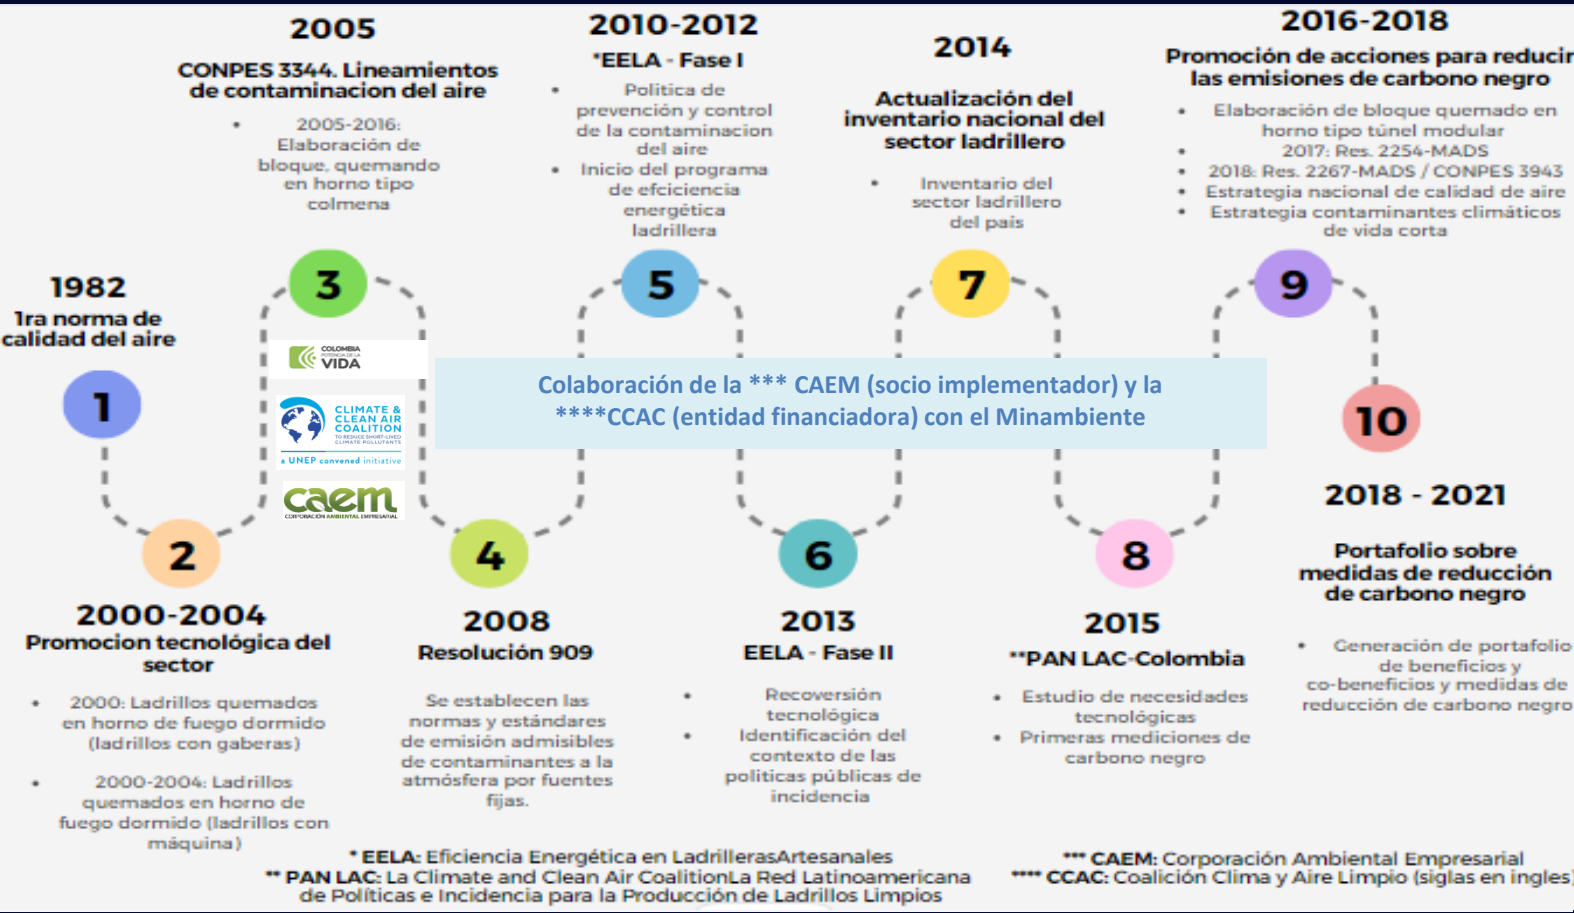 1982
1ra norma de
calidad del aire
1
2
2000-2004
Promocion tecnológica del
sector
• 2000: Ladrillos quemados
en horno de fuego dormido
(ladrillos con gaberas)
• 2000-2004: Ladrillos
quemados en horno de
fuego dormido (ladrillos con
máquina)
2005
CONPES 3344. Lineamientos
de contaminacion del aire
• 2005-2016:
Elaboración de
bloque, quemando
en horno tipo
colmena
3
COLOMBIA
POTENCIA DE LA
VIDA
CLIMATE &
CLEAN AIR
COALITION
TO REDUCE SHORT-LIVED
CLIMATE POLLUTANTS
a UNEP convened initiative
caem
CORPORACIÓN AMBIENTAL EMPRESARIAL
4
2008
Resolución 909
Se establecen las
normas y estándares
de emisión admisibles
de contaminantes a la
atmósfera por fuentes
fijas.
2010-2012
*EELA - Fase I
• Politica de
prevención y control
de la contaminacion
del aire
• Inicio del programa
de efciciencia
energética
ladrillera
5
Colaboración de la *** CAEM (socio implementador) y la
****CCAC (entidad financiadora) con el Minambiente
6
2013
EELA - Fase II
• Recoversión
tecnológica
• Identificación del
contexto de las
politicas públicas de
incidencia
2014
Actualización del
inventario nacional del
sector ladrillero
• Inventario del
sector ladrillero
del país
7
8
2015
**PAN LAC-Colombia
• Estudio de necesidades
tecnológicas
• Primeras mediciones de
carbono negro
2016-2018
Promoción de acciones para reducir
las emisiones de carbono negro
• Elaboración de bloque quemado en
horno tipo túnel modular
• 2017: Res. 2254-MADS
• 2018: Res. 2267-MADS / CONPES 3943
• Estrategia nacional de calidad de aire
• Estrategia contaminantes climáticos
de vida corta
9
10
2018 - 2021
Portafolio sobre
medidas de reducción
de carbono negro
• Generación de portafolio
de beneficios y
co-beneficios y medidas de
reducción de carbono negro
* EELA: Eficiencia Energética en LadrillerasArtesanales
** PAN LAC: La Climate and Clean Air CoalitionLa Red Latinoamericana
de Políticas e Incidencia para la Producción de Ladrillos Limpios
*** CAEM: Corporación Ambiental Empresarial
**** CCAC: Coalición Clima y Aire Limpio (siglas en ingles)